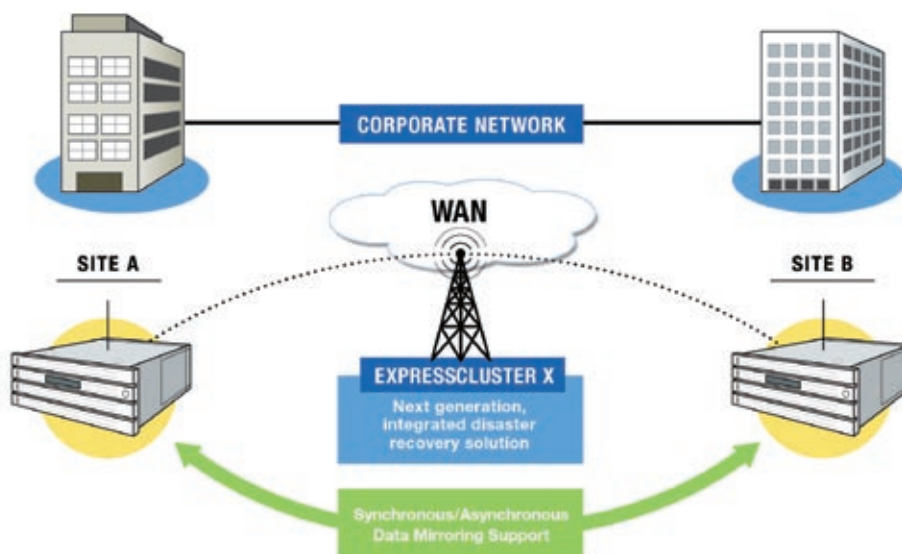 CORPORATE NETWORK
WAN
SITE A
SITE B
EXPRESSCLUSTER X
Next generation,
integrated disaster
recovery solution
Synchronous/Asynchronous
Data Mirroring Support